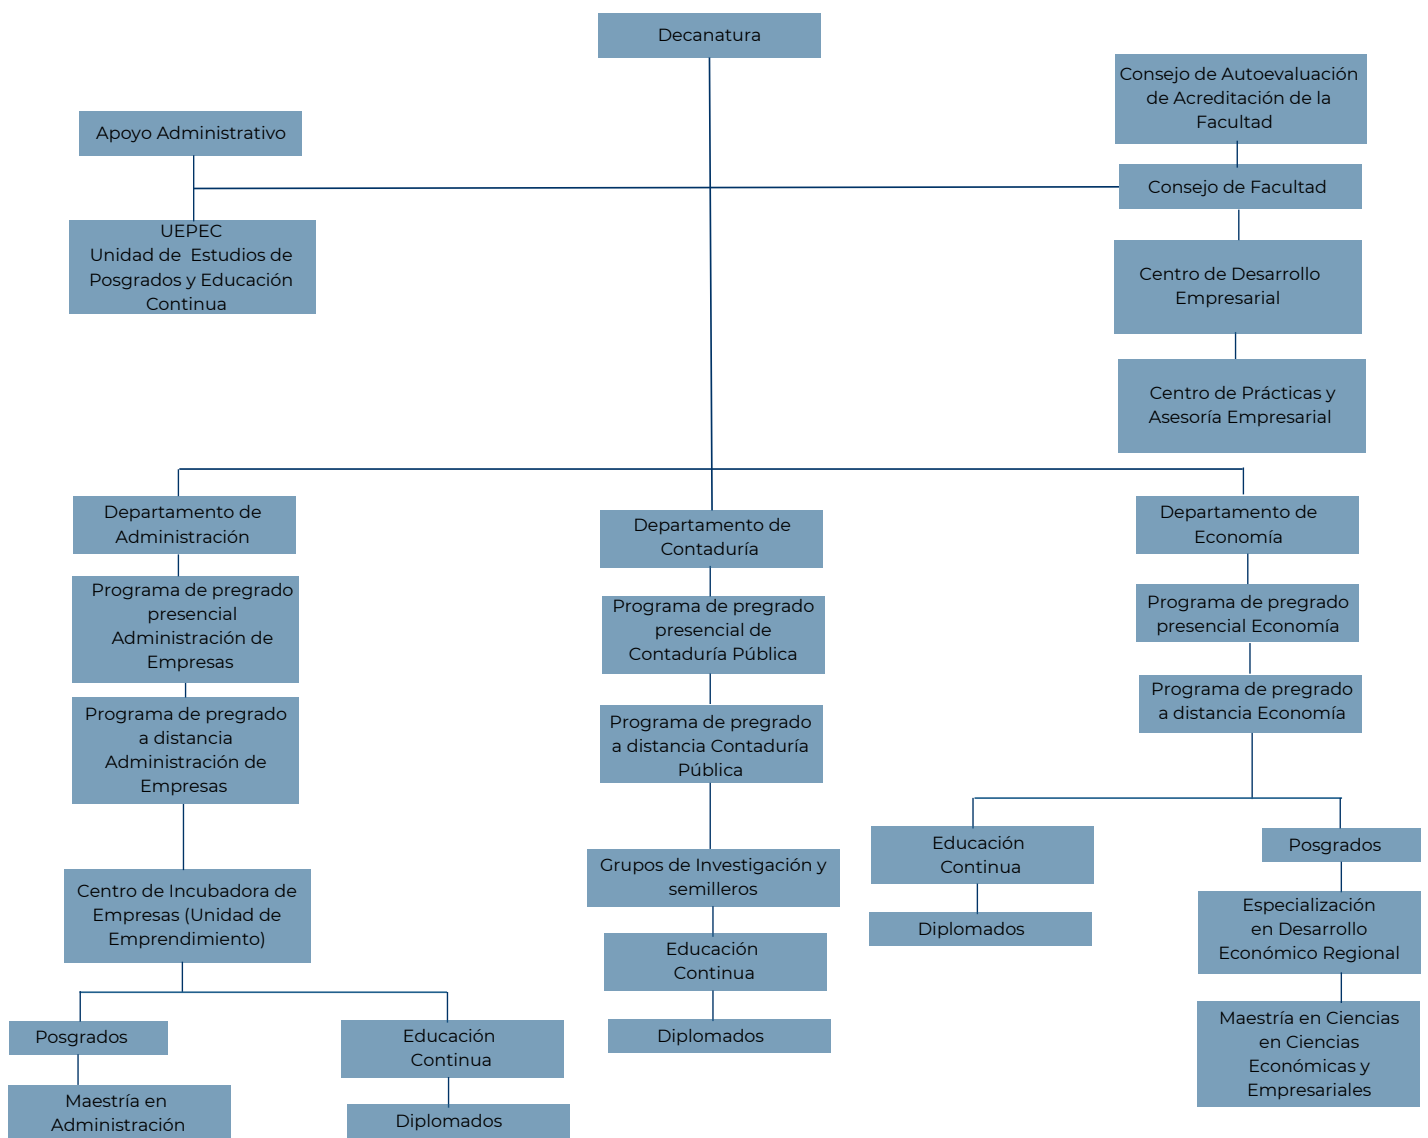 Decanatura
Consejo de Autoevaluación
de Acreditación de la
Facultad
Apoyo Administrativo
Consejo de Facultad
UEPEC
Unidad de Estudios de
Posgrados y Educación
Continua
Centro de Desarrollo
Empresarial
Centro de Prácticas y
Asesoría Empresarial
Departamento de
Administración
Programa de pregrado
presencial
Administración de
Empresas
Programa de pregrado
a distancia
Administración de
Empresas
Centro de Incubadora de
Empresas (Unidad de
Emprendimiento)
Posgrados
Maestría en
Administración
Educación
Continua
Diplomados
Departamento de
Contaduría
Programa de pregrado
presencial de
Contaduría Pública
Programa de pregrado
a distancia Contaduría
Pública
Grupos de Investigación y
semilleros
Educación
Continua
Diplomados
Departamento de
Economía
Programa de pregrado
presencial Economía
Programa de pregrado
a distancia Economía
Educación
Continua
Diplomados
Posgrados
Especialización
en Desarrollo
Económico Regional
Maestría en Ciencias
en Ciencias
Económicas y
Empresariales